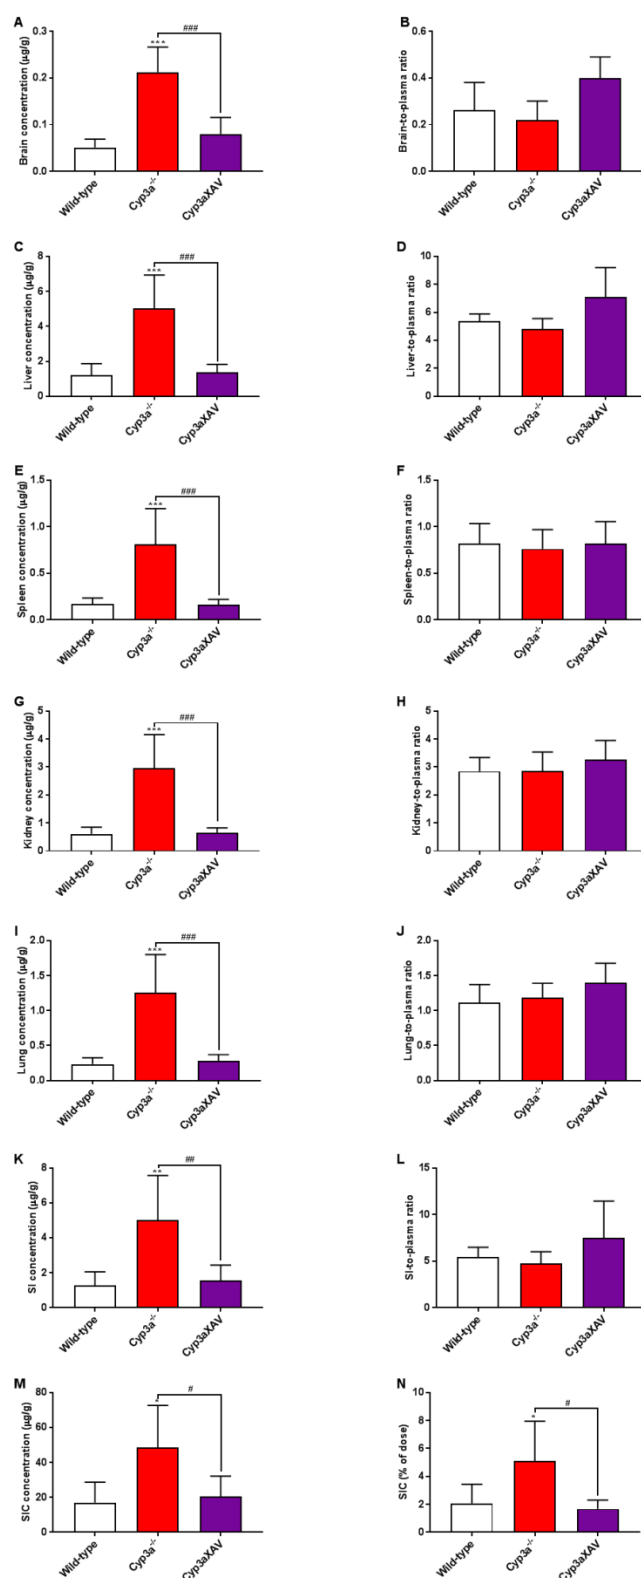 A
Brain concentration (µg/g)
0.3
0.2
0.1
0.0
###
***
Wild-type
Cyp3a-/-
Cyp3aXAV
B
Brain-to-plasma ratio
0.6
0.4
0.2
0.0
Wild-type
Cyp3a-/-
Cyp3aXAV
C
Liver concentration (µg/g)
8
6
4
2
0
###
***
Wild-type
Cyp3a-/-
Cyp3aXAV
D
Liver-to-plasma ratio
10
8
6
4
2
0
Wild-type
Cyp3a-/-
Cyp3aXAV
E
Spleen concentration (µg/g)
1.5
1.0
0.5
0.0
###
***
Wild-type
Cyp3a-/-
Cyp3aXAV
F
Spleen-to-plasma ratio
1.5
1.0
0.5
0.0
Wild-type
Cyp3a-/-
Cyp3aXAV
G
Kidney concentration (µg/g)
5
4
3
2
1
0
###
***
Wild-type
Cyp3a-/-
Cyp3aXAV
H
Kidney-to-plasma ratio
5
4
3
2
1
0
Wild-type
Cyp3a-/-
Cyp3aXAV
I
Lung concentration (µg/g)
2.0
1.5
1.0
0.5
0.0
###
***
Wild-type
Cyp3a-/-
Cyp3aXAV
J
Lung-to-plasma ratio
2.0
1.5
1.0
0.5
0.0
Wild-type
Cyp3a-/-
Cyp3aXAV
K
SI concentration (µg/g)
8
6
4
2
0
##
**
Wild-type
Cyp3a-/-
Cyp3aXAV
L
SI-to-plasma ratio
15
10
5
0
Wild-type
Cyp3a-/-
Cyp3aXAV
M
SIC concentration (µg/g)
80
60
40
20
0
#
*
Wild-type
Cyp3a-/-
Cyp3aXAV
N
SIC (% of dose)
10
8
6
4
2
0
#
*
Wild-type
Cyp3a-/-
Cyp3aXAV